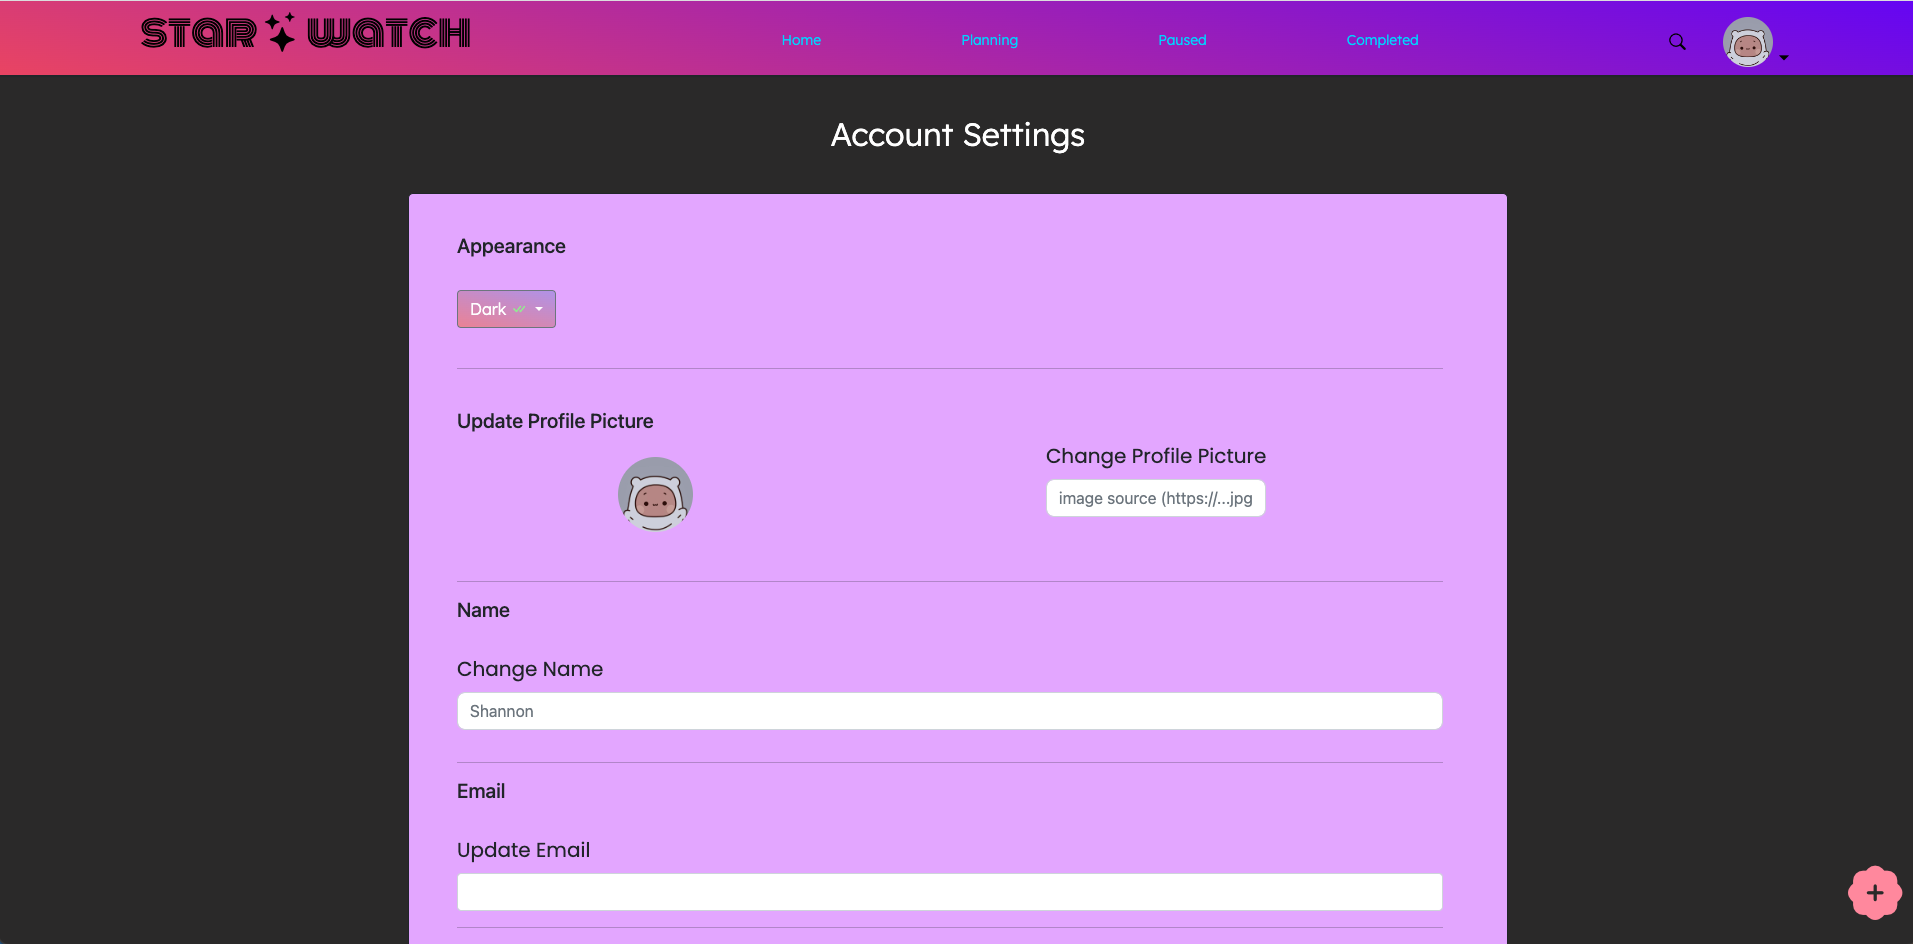 STAR WATCH
Home
Planning
Paused
Completed
Account Settings
Appearance
Dark
Update Profile Picture
Change Profile Picture
image source (https://...jpg
Name
Change Name
Shannon
Email
Update Email